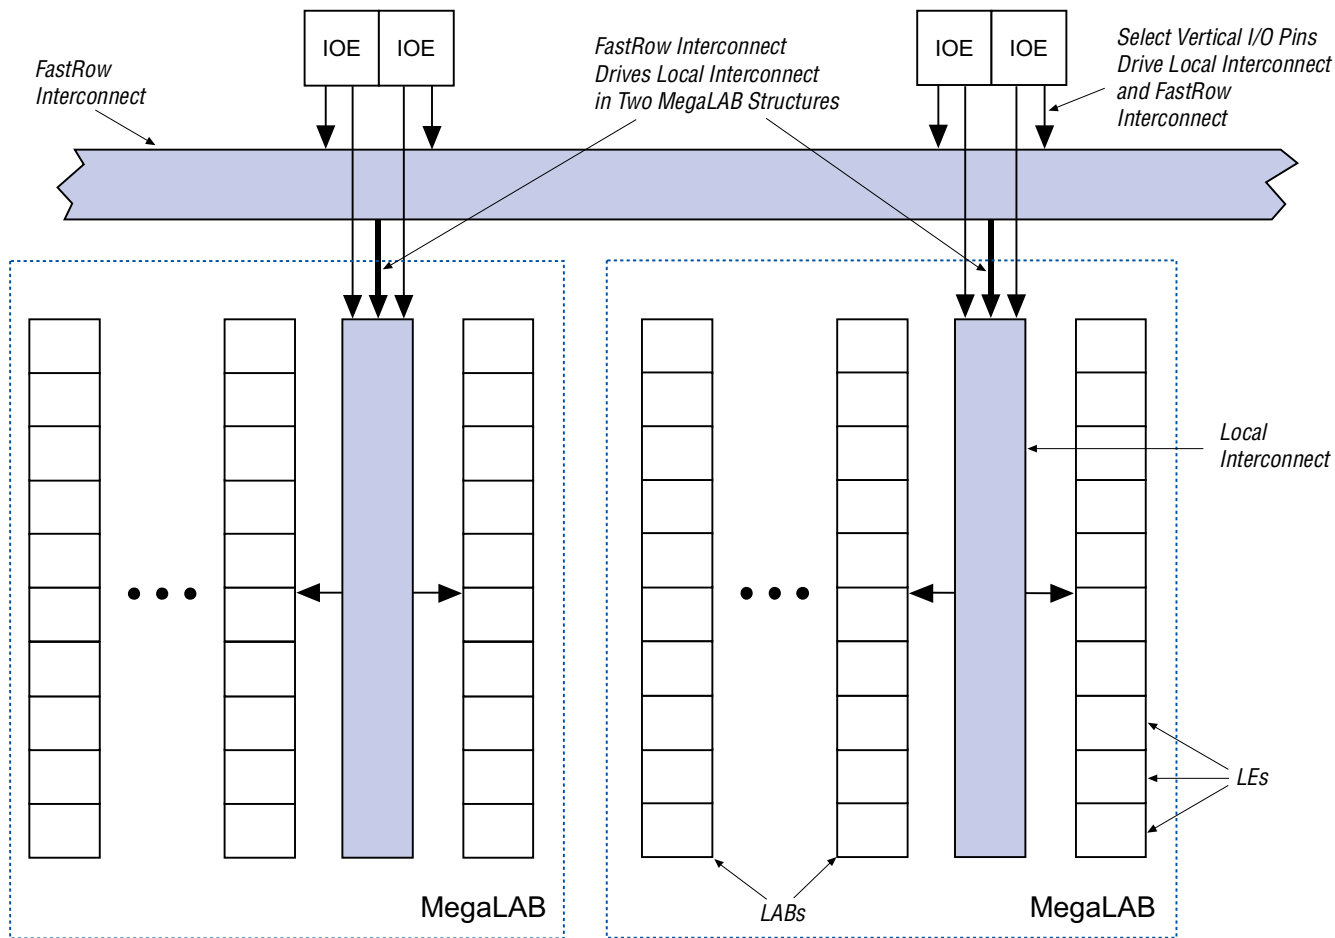 IOE IOE
IOE IOE
FastRow
Interconnect
FastRow Interconnect
Drives Local Interconnect
in Two MegaLAB Structures
Select Vertical I/O Pins
Drive Local Interconnect
and FastRow
Interconnect
Local
Interconnect
LEs
LABs
MegaLAB
MegaLAB